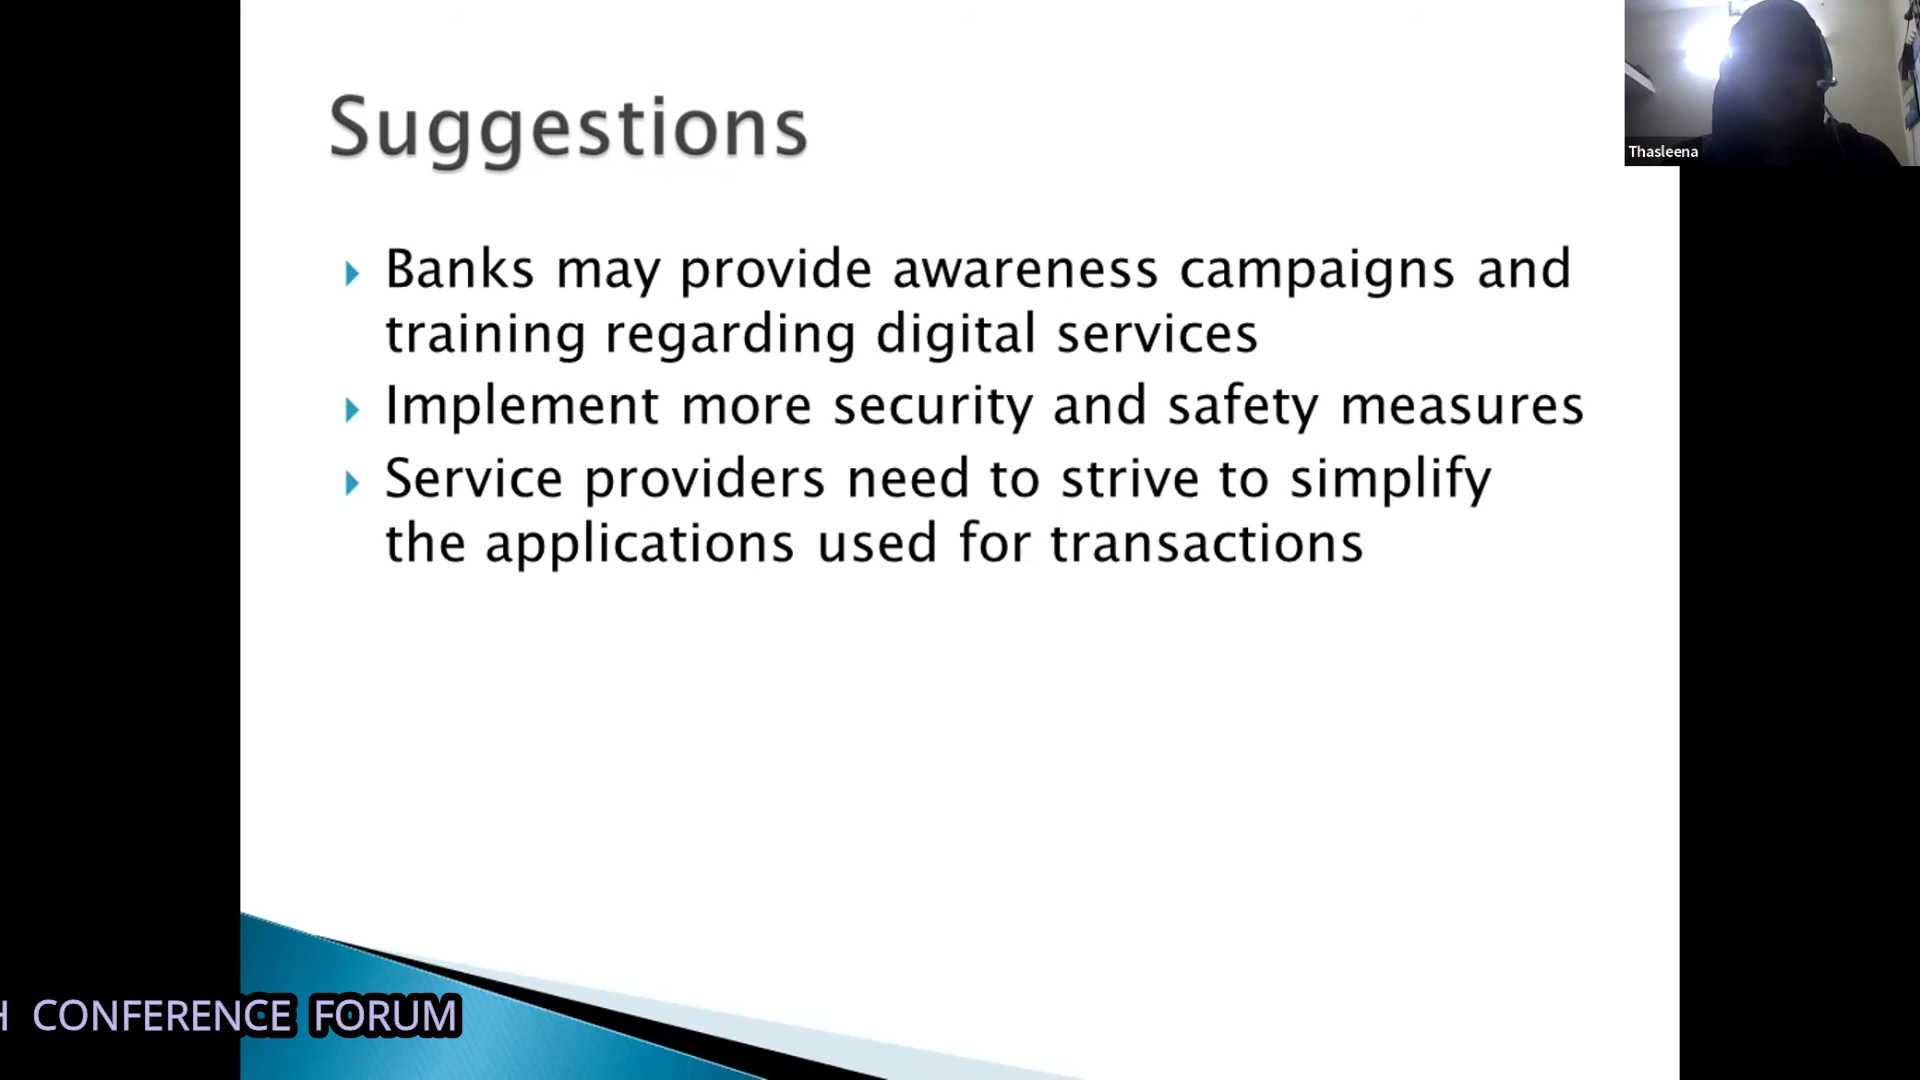 Suggestions
Thasleena
Banks may provide awareness campaigns and
training regarding digital services
Implement more security and safety measures
Service providers need to strive to simplify
the applications used for transactions
CONFERENCE FORUM